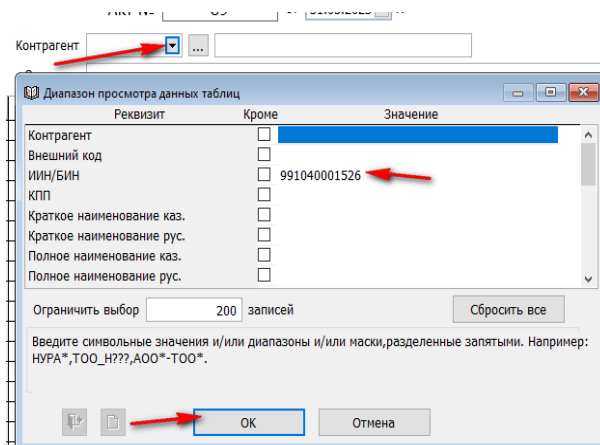 Контрагент
...
Диапазон просмотра данных таблиц
Реквизит Кроме Значение
Контрагент
Внешний код
ИИН/БИН 991040001526
КПП
Краткое наименование каз.
Краткое наименование рус.
Полное наименование каз.
Полное наименование рус.
Ограничить выбор 200 записей Сбросить все
Введите символьные значения и/или диапазоны и/или маски,разделенные запятыми. Например:
НУРА*,ТОО_Н???,АОО*-ТОО*.
ОК Отмена